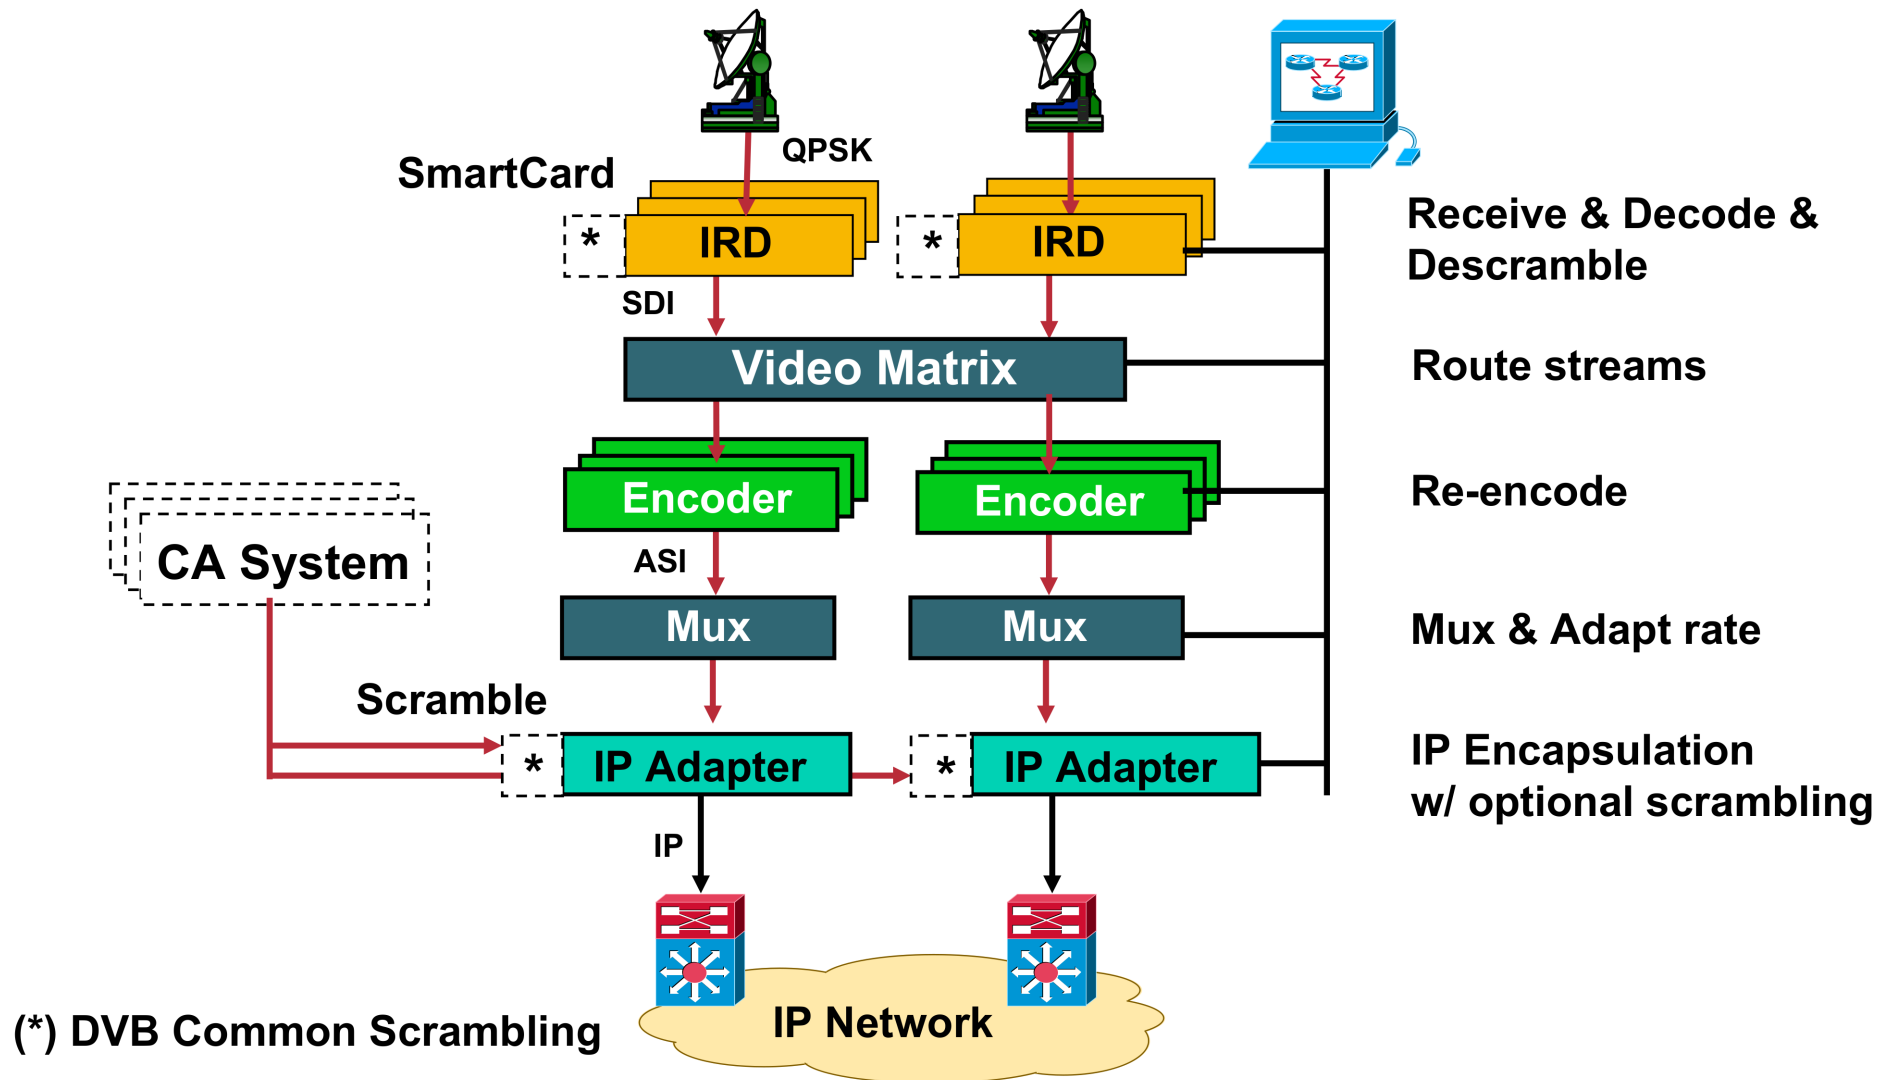 QPSK
SmartCard
* IRD
* IRD
Receive & Decode &
Descramble
SDI
Video Matrix
Route streams
Encoder
Encoder
Re-encode
CA System
ASI
Mux
Mux
Mux & Adapt rate
Scramble
* IP Adapter
* IP Adapter
IP Encapsulation
w/ optional scrambling
IP
IP Network
(*) DVB Common Scrambling